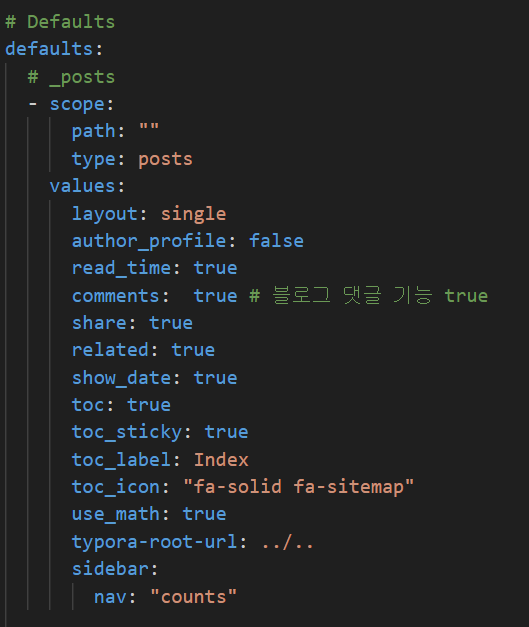 # Defaults
defaults:
# _posts
- scope:
path: ""
type: posts
values:
layout: single
author_profile: false
read_time: true
comments:  true # 블로그 댓글 기능 true
share: true
related: true
show_date: true
toc: true
toc_sticky: true
toc_label: Index
toc_icon: "fa-solid fa-sitemap"
use_math: true
typora-root-url: ../..
sidebar:
nav: "counts"